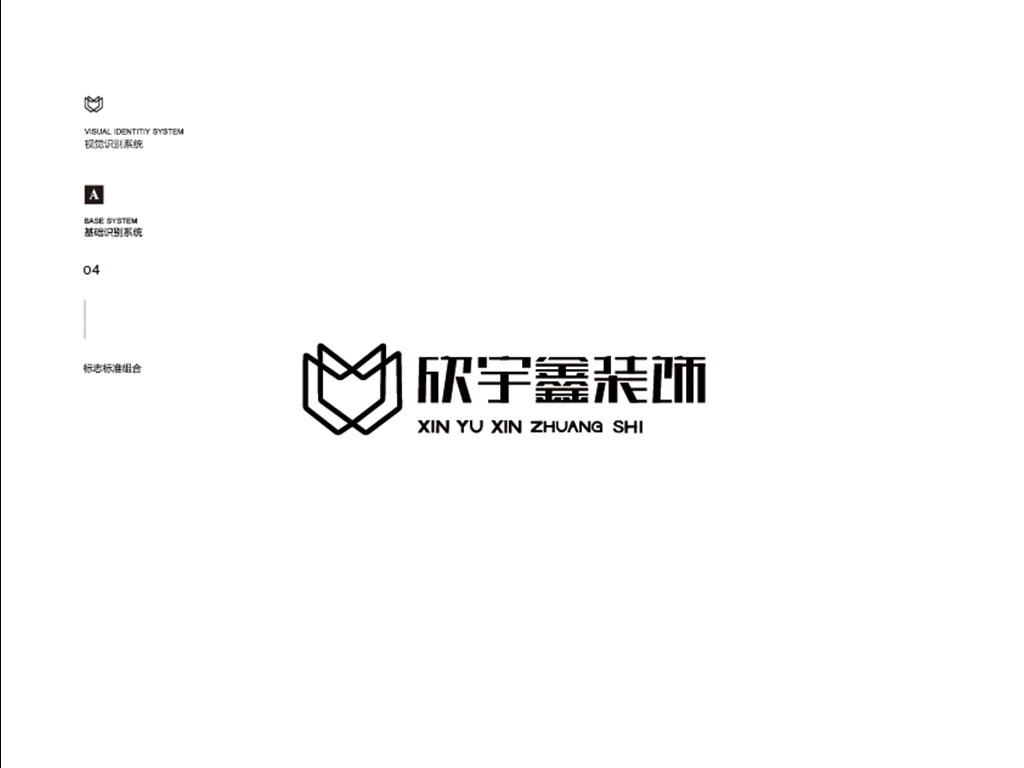 VISUAL IDENTITIY SYSTEM
视觉识别系统
A
BASE SYSTEM
基础识别系统
04
标志标准组合
欣宇鑫装饰
XIN YU XIN ZHUANG SHI